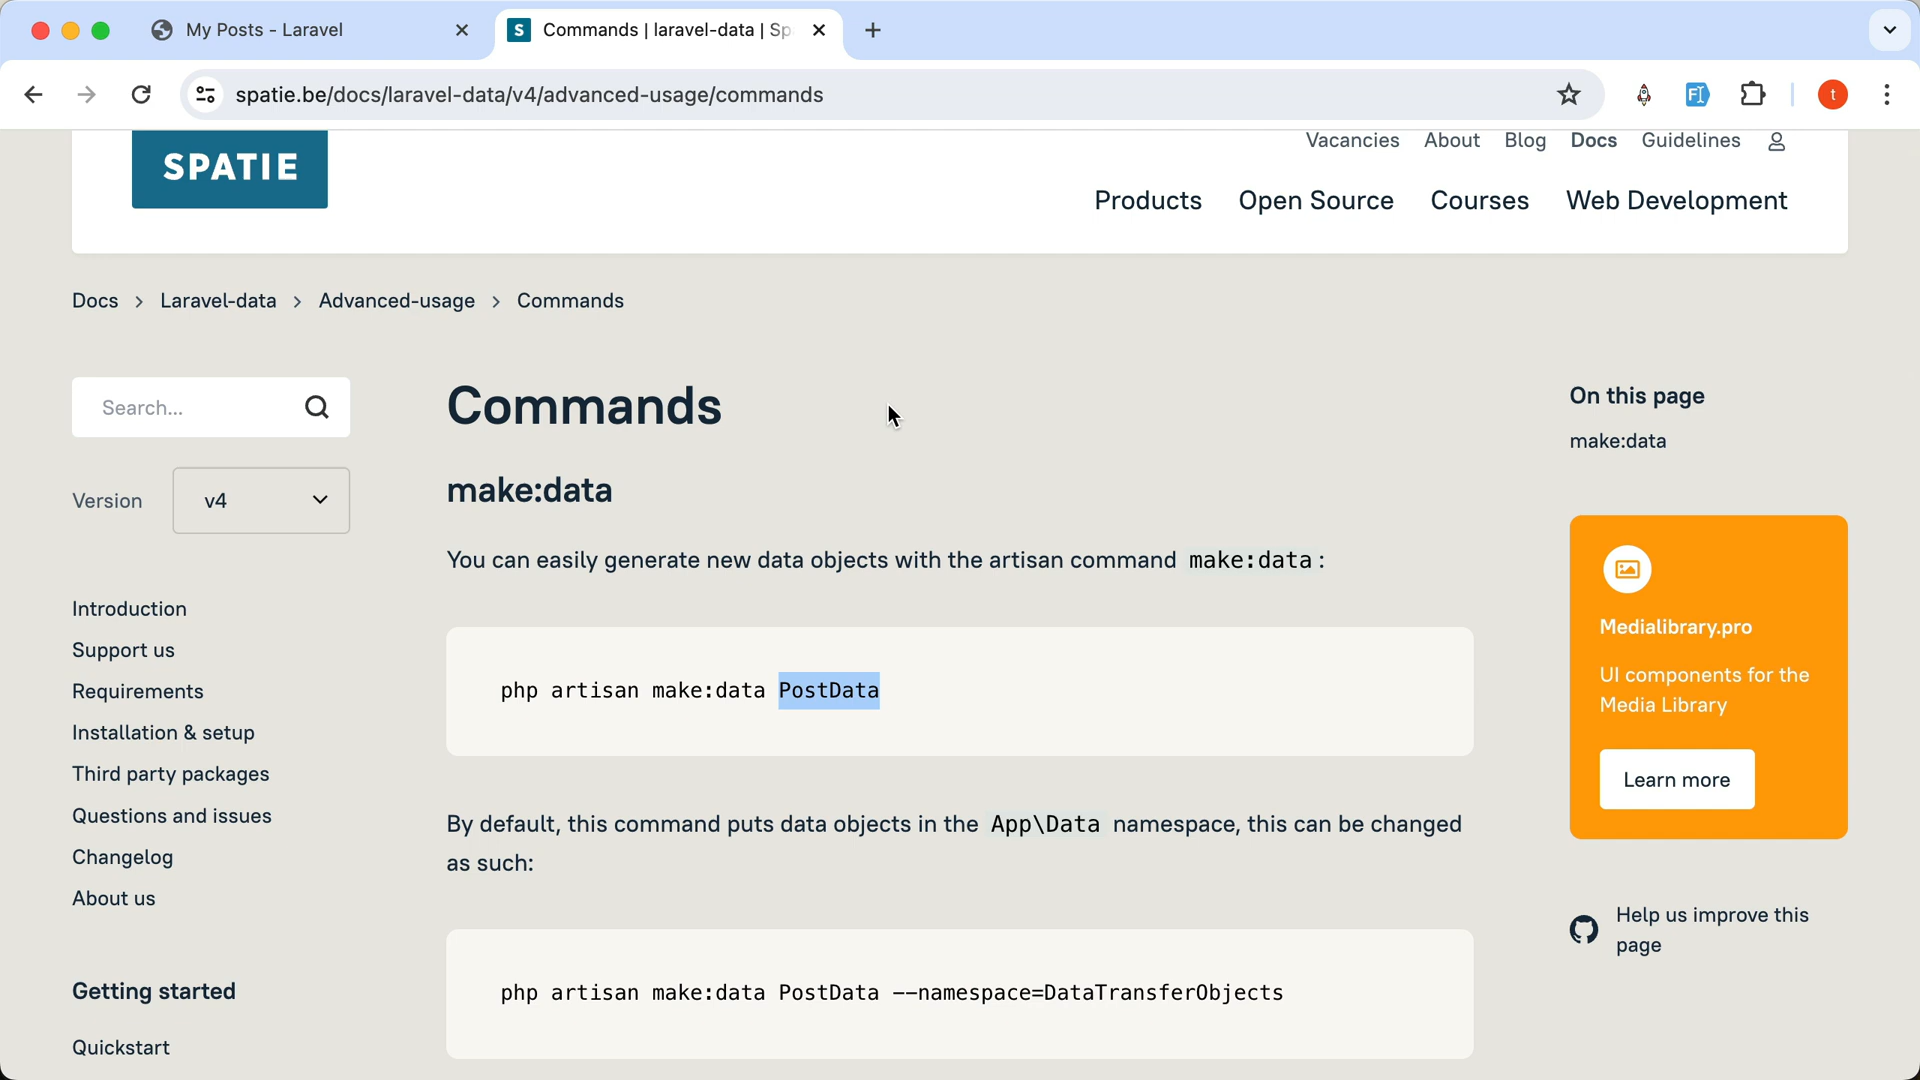 My Posts - Laravel
S Commands | laravel-data | Sp
spatie.be/docs/laravel-data/v4/advanced-usage/commands
t
SPATIE
Vacancies About Blog Docs Guidelines
Products Open Source Courses Web Development
Docs > Laravel-data > Advanced-usage > Commands
Search...
Version v4
Introduction
Support us
Requirements
Installation & setup
Third party packages
Questions and issues
Changelog
About us
Getting started
Quickstart
Commands
make:data
You can easily generate new data objects with the artisan command make:data:
php artisan make:data PostData
By default, this command puts data objects in the App\Data namespace, this can be changed
as such:
php artisan make:data PostData --namespace=DataTransferObjects
On this page
make:data
Medialibrary.pro
UI components for the
Media Library
Learn more
Help us improve this
page